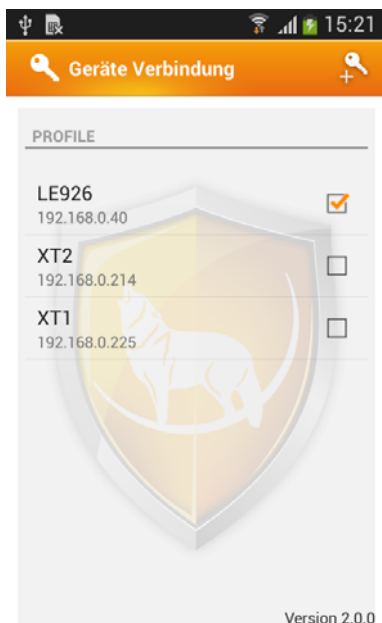 15:21
Geräte Verbindung
PROFILE
LE926
192.168.0.40
XT2
192.168.0.214
XT1
192.168.0.225
Version 2.0.0